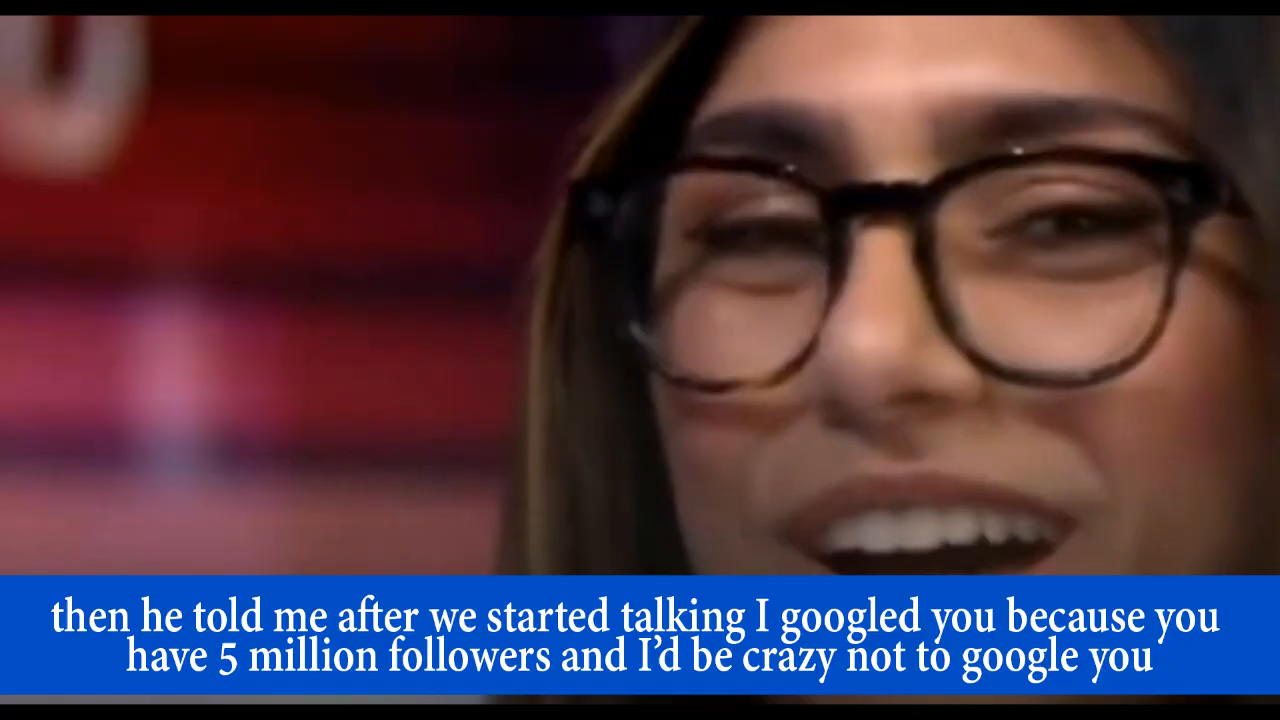 then he told me after we started talking I googled you because you
have 5 million followers and I'd be crazy not to google you